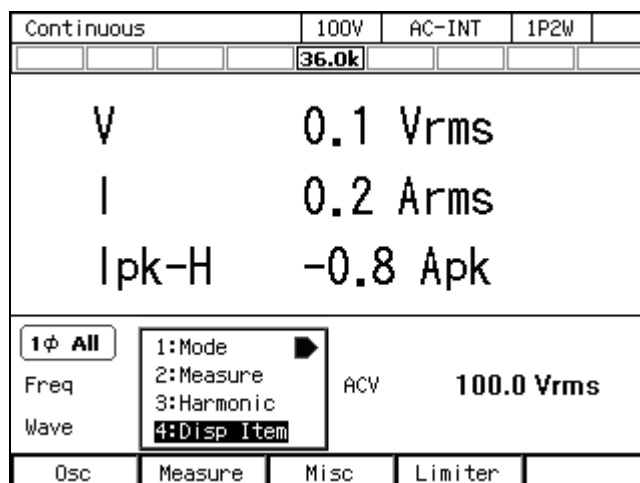 Continuous 100V AC-INT 1P2W
36.0k
V 0.1 Vrms
I 0.2 Arms
Ipk-H -0.8 Apk
1ϕ All
1:Mode
2:Measure
3:Harmonic
4:Disp Item
Freq
Wave
ACV 100.0 Vrms
Osc Measure Misc Limiter